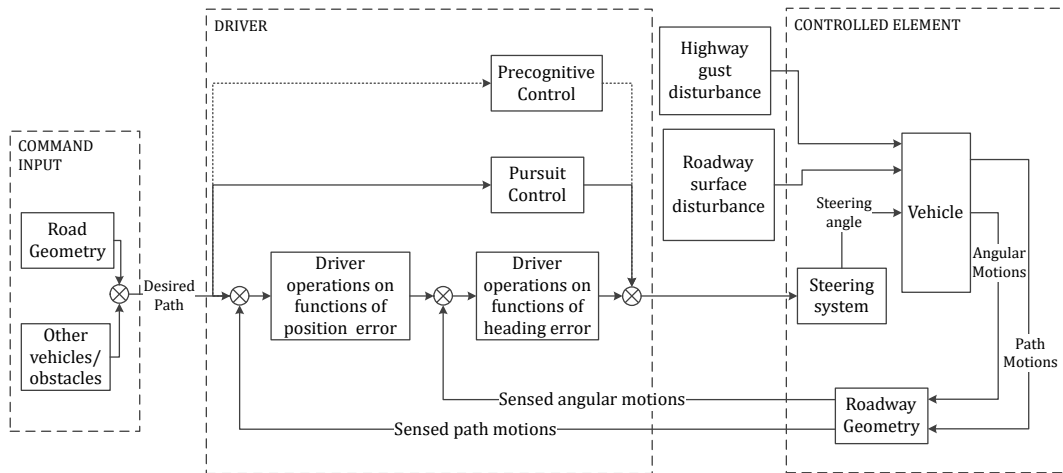 COMMAND
INPUT
Road
Geometry
Other
vehicles/
obstacles
Desired
Path
DRIVER
Precognitive
Control
Pursuit
Control
Driver
operations on
functions of
position error
Driver
operations on
functions of
heading error
Sensed angular motions
Sensed path motions
CONTROLLED ELEMENT
Highway
gust
disturbance
Roadway
surface
disturbance
Steering
angle
Steering
system
Vehicle
Angular
Motions
Path
Motions
Roadway
Geometry